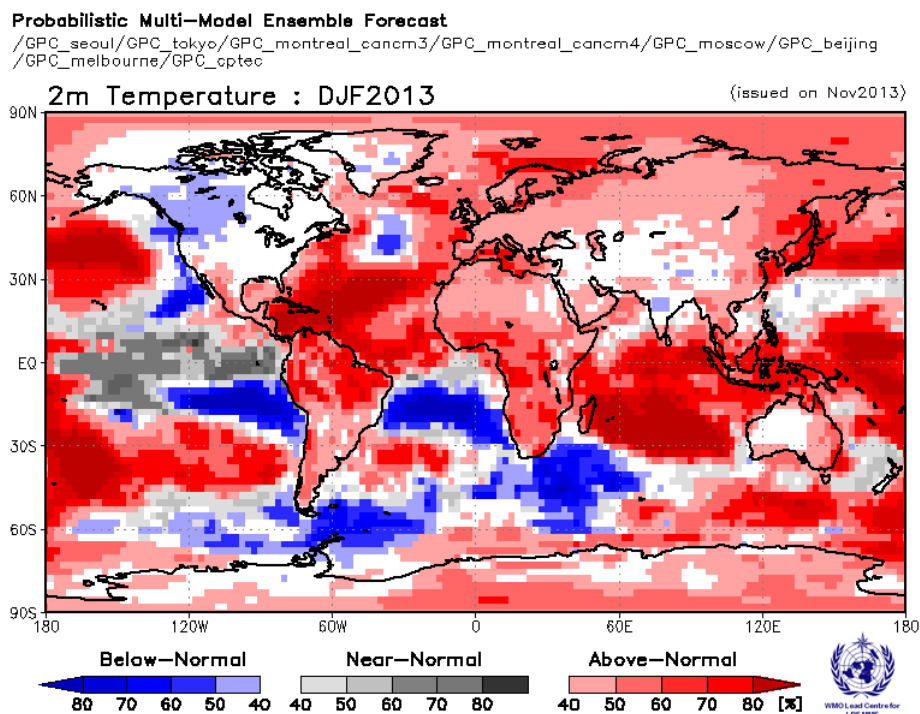 Probabilistic Multi-Model Ensemble Forecast
/GPC_seoul/GPC_tokyo/GPC_montreal_cancm3/GPC_montreal_cancm4/GPC_moscow/GPC_beijing
/GPC_melbourne/GPC_cptec
2m Temperature : DJF2013
(issued on Nov2013)
90N
60N
30N
EQ
30S
60S
90S
180 120W 60W 0 60E 120E 180
Below-Normal Near-Normal Above-Normal
80 70 60 50 40 40 50 60 70 80 40 50 60 70 80 [%]
WMO Lead Centre for